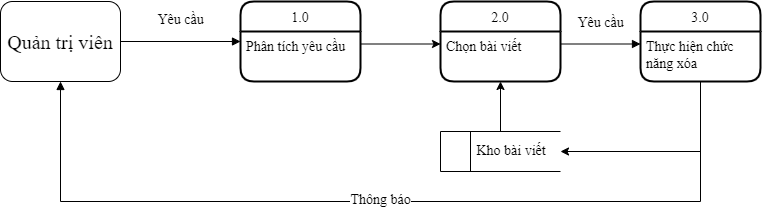 Quản trị viên
Yêu cầu
1.0
Phân tích yêu cầu
2.0
Chọn bài viết
Yêu cầu
3.0
Thực hiện chức
năng xóa
Kho bài viết
Thông báo